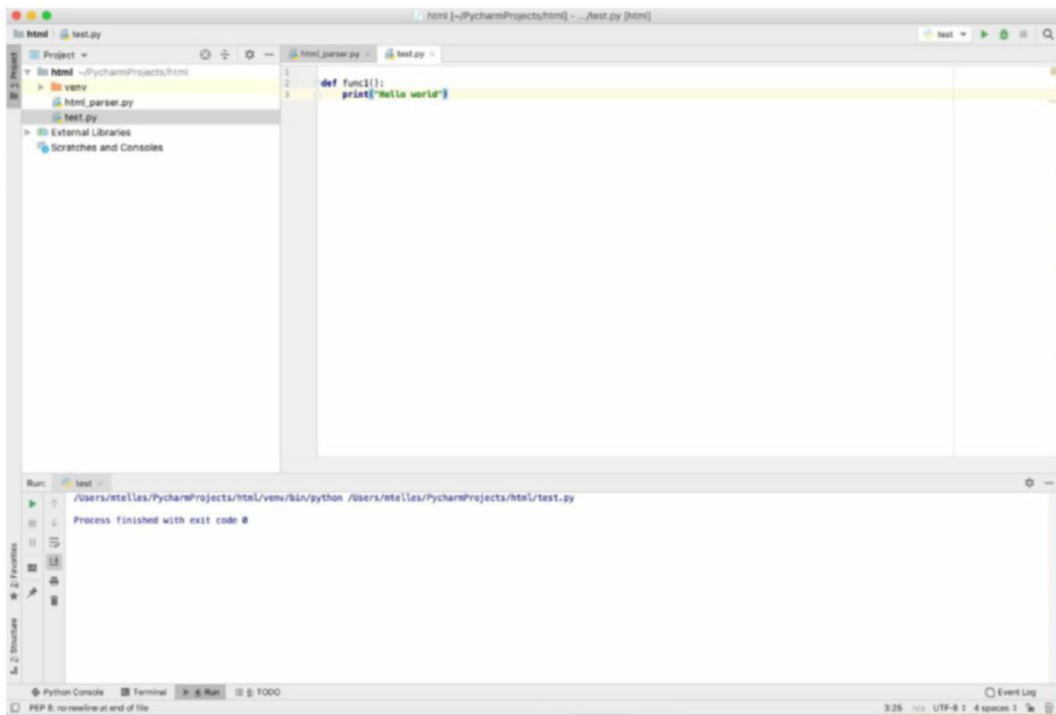 html [~/PycharmProjects/html] - .../test.py [html]
html test.py
test
1: Project
Project
html_parser.py
test.py
html ~/PycharmProjects/html
venv
html_parser.py
test.py
External Libraries
Scratches and Consoles
1
2 def func1():
3 print("Hello world")
Run: test
/Users/mtelles/PycharmProjects/html/venv/bin/python /Users/mtelles/PycharmProjects/html/test.py
Process finished with exit code 0
2: Favorites
Z: Structure
Python Console Terminal 4: Run 6: TODO Event Log
PEP 8: no newline at end of file 3:25 n/a UTF-8 4 spaces